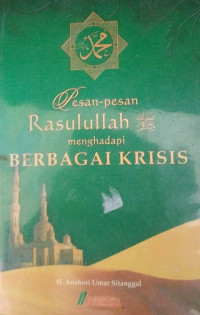 محمد
Pesan-pesan
Rasulullah ﷺ
menghadapi
BERBAGAI KRISIS
H. Anshori Umar Sitanggal